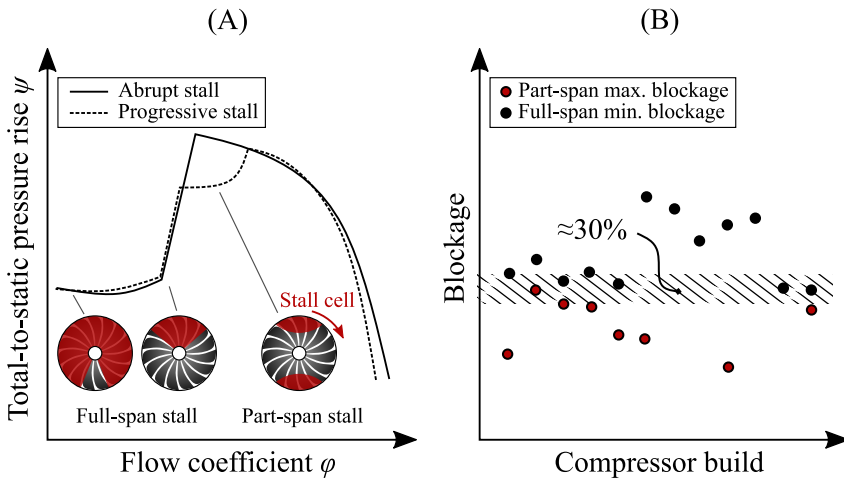 (A)
Total-to-static pressure rise ψ
Abrupt stall
Progressive stall
Stall cell
Full-span stall
Part-span stall
Flow coefficient φ
(B)
Blockage
Part-span max. blockage
Full-span min. blockage
≈30%
Compressor build